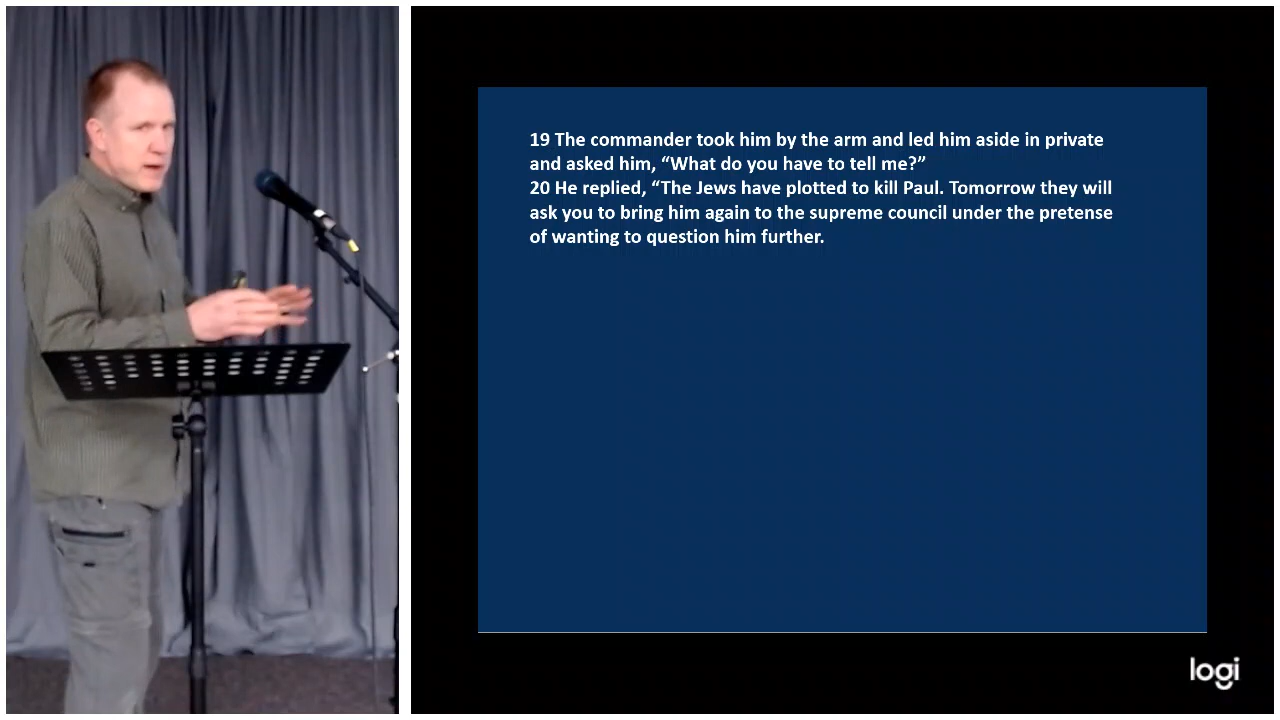 19 The commander took him by the arm and led him aside in private
and asked him, “What do you have to tell me?”
20 He replied, “The Jews have plotted to kill Paul. Tomorrow they will
ask you to bring him again to the supreme council under the pretense
of wanting to question him further.
logi